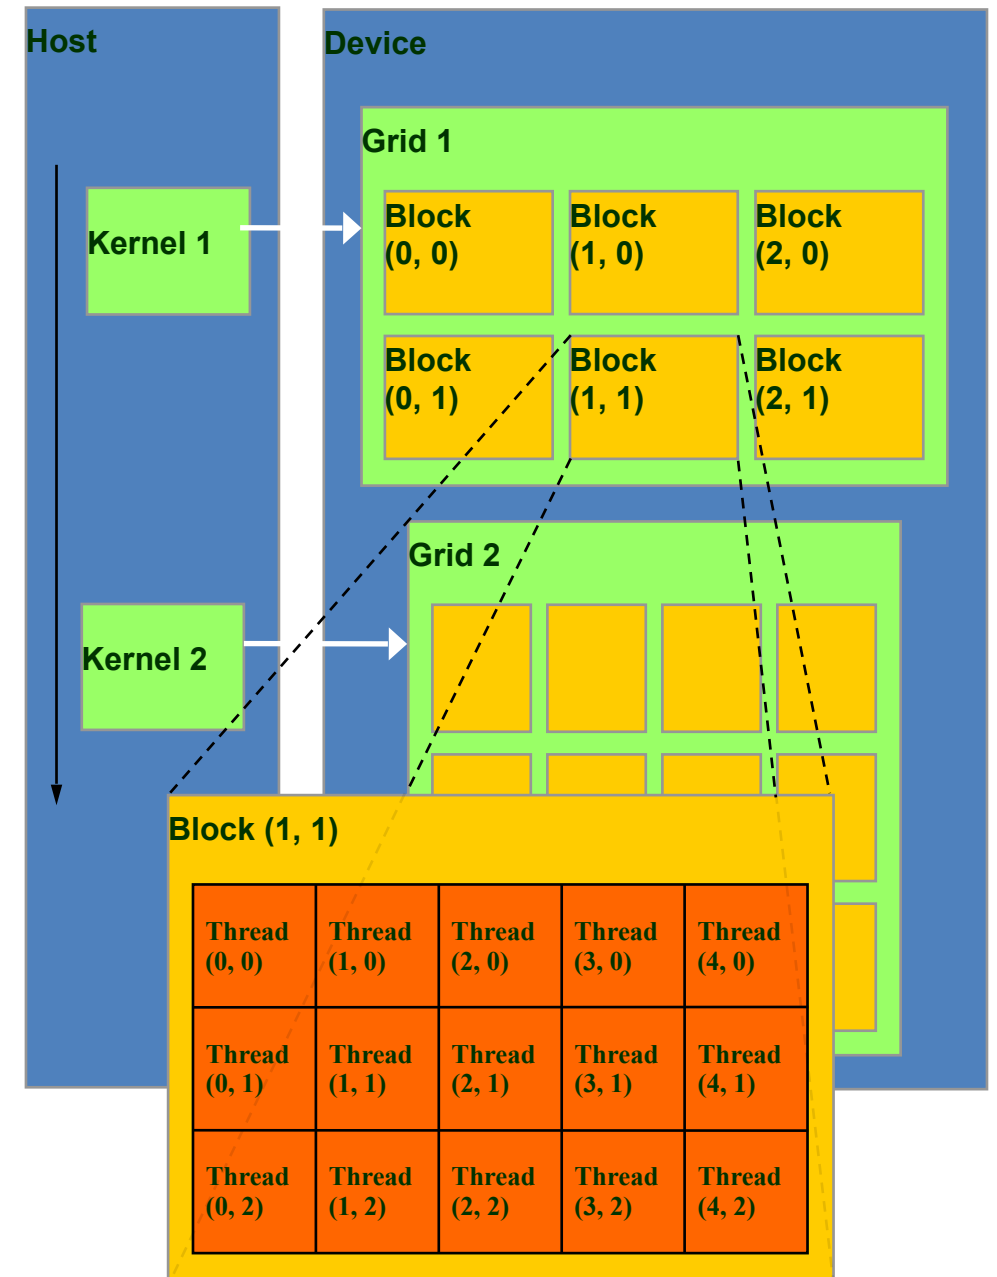 Host
Device
Grid 1
Kernel 1
Block
(0, 0)
Block
(1, 0)
Block
(2, 0)
Block
(0, 1)
Block
(1, 1)
Block
(2, 1)
Grid 2
Kernel 2
Block (1, 1)
Thread
(0, 0)
Thread
(1, 0)
Thread
(2, 0)
Thread
(3, 0)
Thread
(4, 0)
Thread
(0, 1)
Thread
(1, 1)
Thread
(2, 1)
Thread
(3, 1)
Thread
(4, 1)
Thread
(0, 2)
Thread
(1, 2)
Thread
(2, 2)
Thread
(3, 2)
Thread
(4, 2)